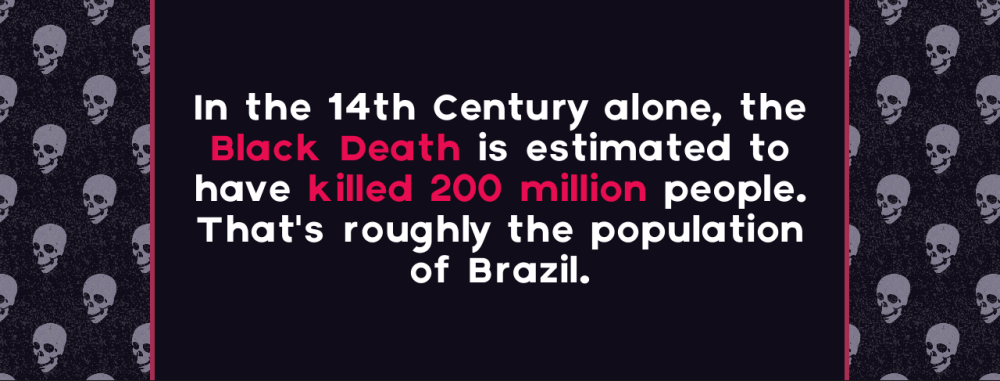 In the 14th Century alone, the
Black Death is estimated to
have killed 200 million people.
That's roughly the population
of Brazil.